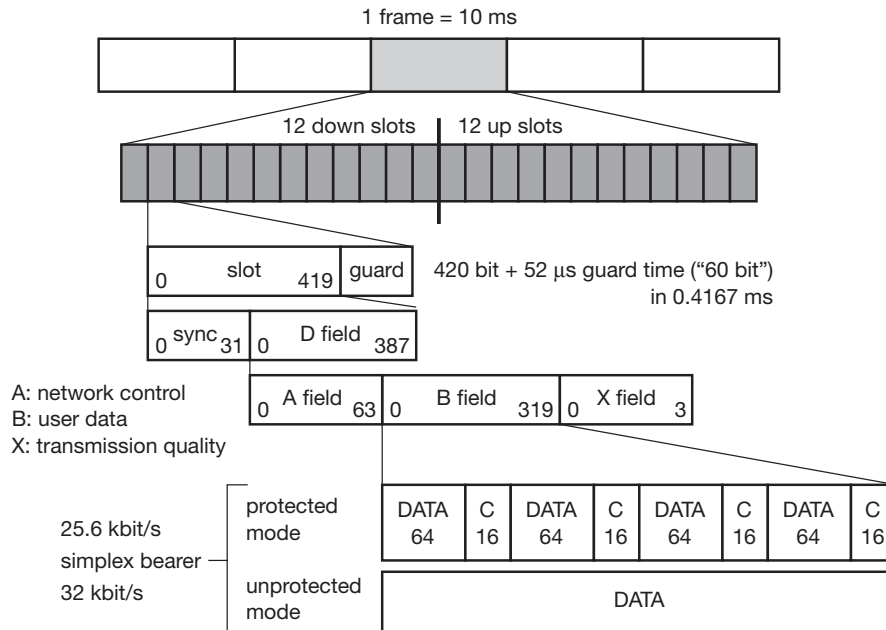 1 frame = 10 ms
12 down slots
12 up slots
0 slot 419 guard
420 bit + 52 μs guard time (“60 bit”)
in 0.4167 ms
0 sync 31 0 D field 387
A: network control
B: user data
X: transmission quality
0 A field 63 0 B field 319 0 X field 3
25.6 kbit/s
simplex bearer
32 kbit/s
protected
mode
DATA C DATA C DATA C DATA C
64 16 64 16 64 16 64 16
unprotected
mode
DATA